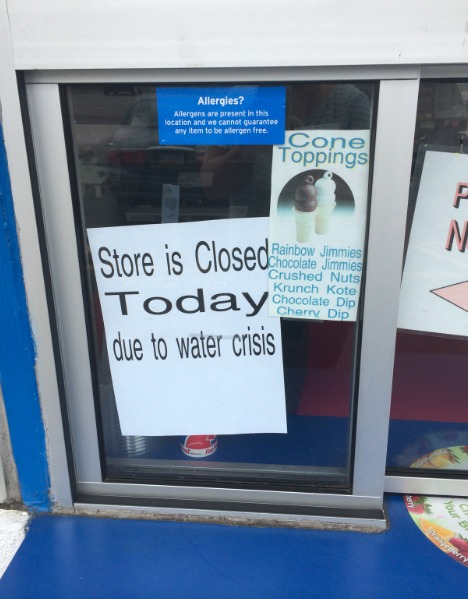 Allergies?
Allergens are present in this
location and we cannot guarantee
any item to be allergen free.
Cone
Toppings
Rainbow Jimmies
Chocolate Jimmies
Crushed Nuts
Krunch Kote
Chocolate Dip
Cherry Dip
Store is Closed
Today
due to water crisis
P
N